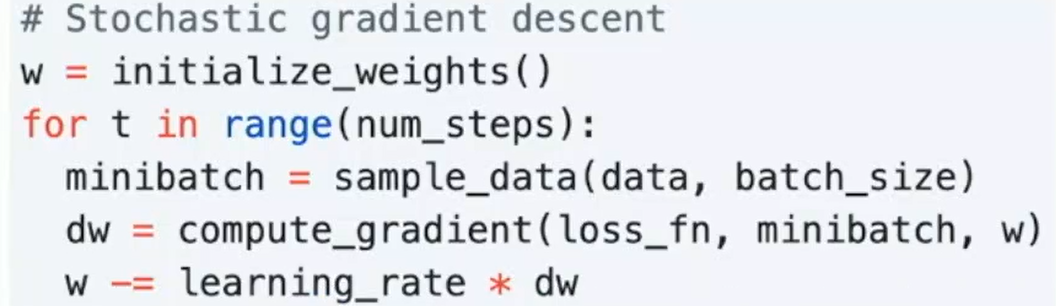 # Stochastic gradient descent
w = initialize_weights()
for t in range(num_steps):
  minibatch = sample_data(data, batch_size)
  dw = compute_gradient(loss_fn, minibatch, w)
  w -= learning_rate * dw